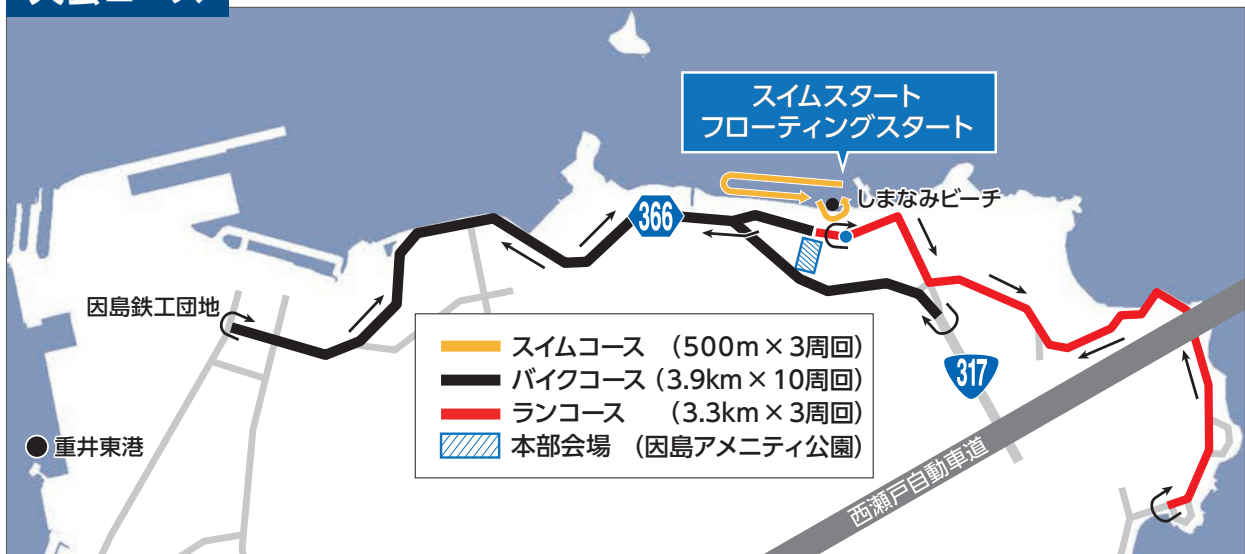 スイムスタート
フローティングスタート
しまなみビーチ
366
因島鉄工団地
スイムコース (500m×3周回)
バイクコース (3.9km×10周回)
ランコース (3.3km×3周回)
本部会場 (因島アメニティ公園)
317
重井東港
西瀬戸自動車道